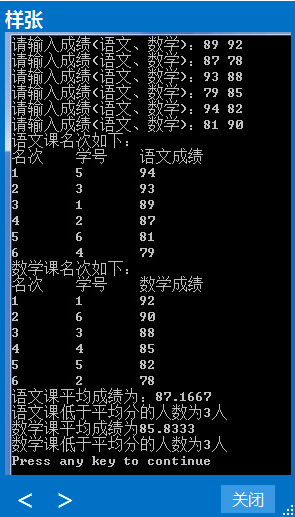 样张
请输入成绩(语文、数学)：89 92
请输入成绩(语文、数学)：87 78
请输入成绩(语文、数学)：93 88
请输入成绩(语文、数学)：79 85
请输入成绩(语文、数学)：94 82
请输入成绩(语文、数学)：81 90
语文课名次如下：
名次 学号 语文成绩
1 5 94
2 3 93
3 1 89
4 2 87
5 6 81
6 4 79
数学课名次如下：
名次 学号 数学成绩
1 1 92
2 6 90
3 3 88
4 4 85
5 5 82
6 2 78
语文课平均成绩为：87.1667
语文课低于平均分的人数为3人
数学课平均成绩为85.8333
数学课低于平均分的人数为3人
Press any key to continue
< > 关闭